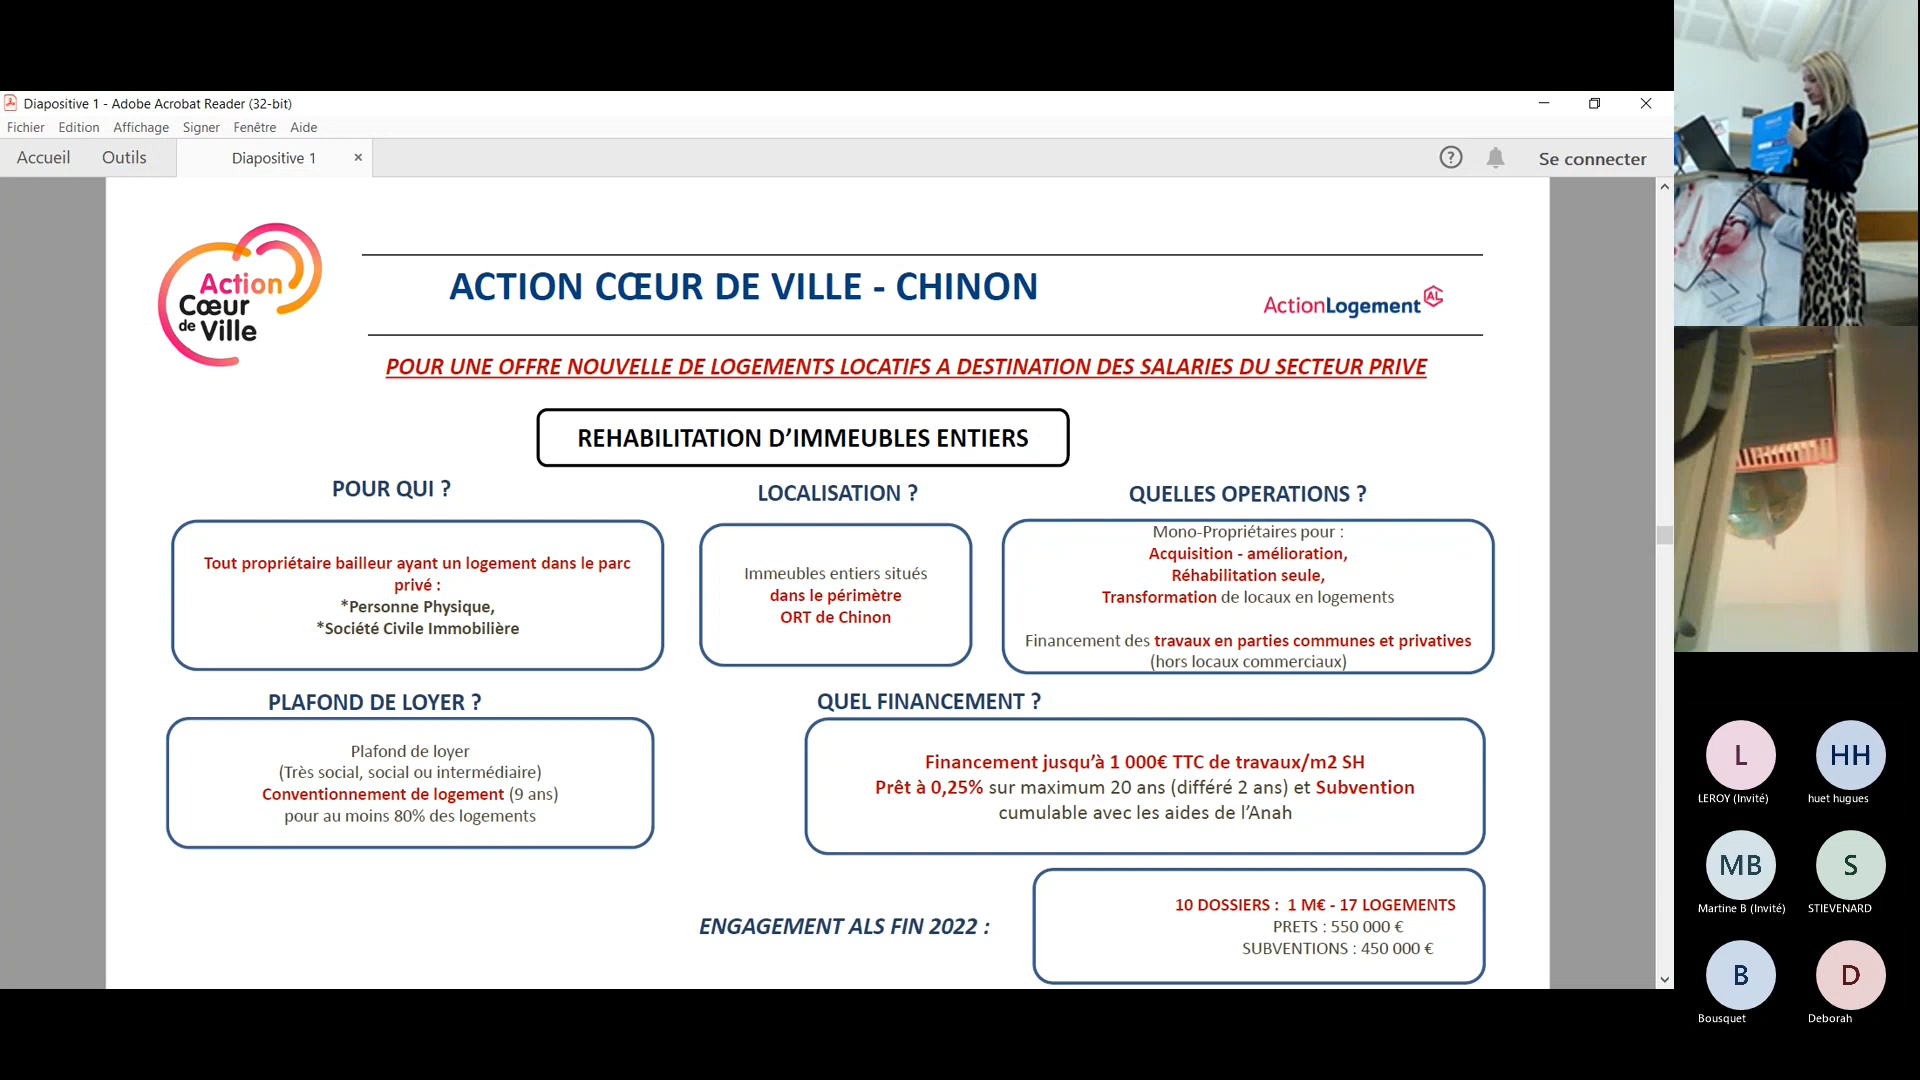 Diapositive 1 - Adobe Acrobat Reader (32-bit)
Fichier Edition Affichage Signer Fenêtre Aide
Accueil Outils Diapositive 1 × ? Se connecter
Action
Cœur
de Ville
ACTION CŒUR DE VILLE - CHINON
ActionLogement AL
POUR UNE OFFRE NOUVELLE DE LOGEMENTS LOCATIFS A DESTINATION DES SALARIES DU SECTEUR PRIVE
REHABILITATION D’IMMEUBLES ENTIERS
POUR QUI ?
Tout propriétaire bailleur ayant un logement dans le parc
privé :
*Personne Physique,
*Société Civile Immobilière
LOCALISATION ?
Immeubles entiers situés
dans le périmètre
ORT de Chinon
QUELLES OPERATIONS ?
Mono-Propriétaires pour :
Acquisition - amélioration,
Réhabilitation seule,
Transformation de locaux en logements
Financement des travaux en parties communes et privatives
(hors locaux commerciaux)
PLAFOND DE LOYER ?
Plafond de loyer
(Très social, social ou intermédiaire)
Conventionnement de logement (9 ans)
pour au moins 80% des logements
QUEL FINANCEMENT ?
Financement jusqu’à 1 000€ TTC de travaux/m2 SH
Prêt à 0,25% sur maximum 20 ans (différé 2 ans) et Subvention
cumulable avec les aides de l’Anah
ENGAGEMENT ALS FIN 2022 :
10 DOSSIERS : 1 M€ - 17 LOGEMENTS
PRETS : 550 000 €
SUBVENTIONS : 450 000 €
L
LEROY (Invité)
HH
huet hugues
MB
Martine B (Invité)
S
STIEVENARD
B
Bousquet
D
Deborah